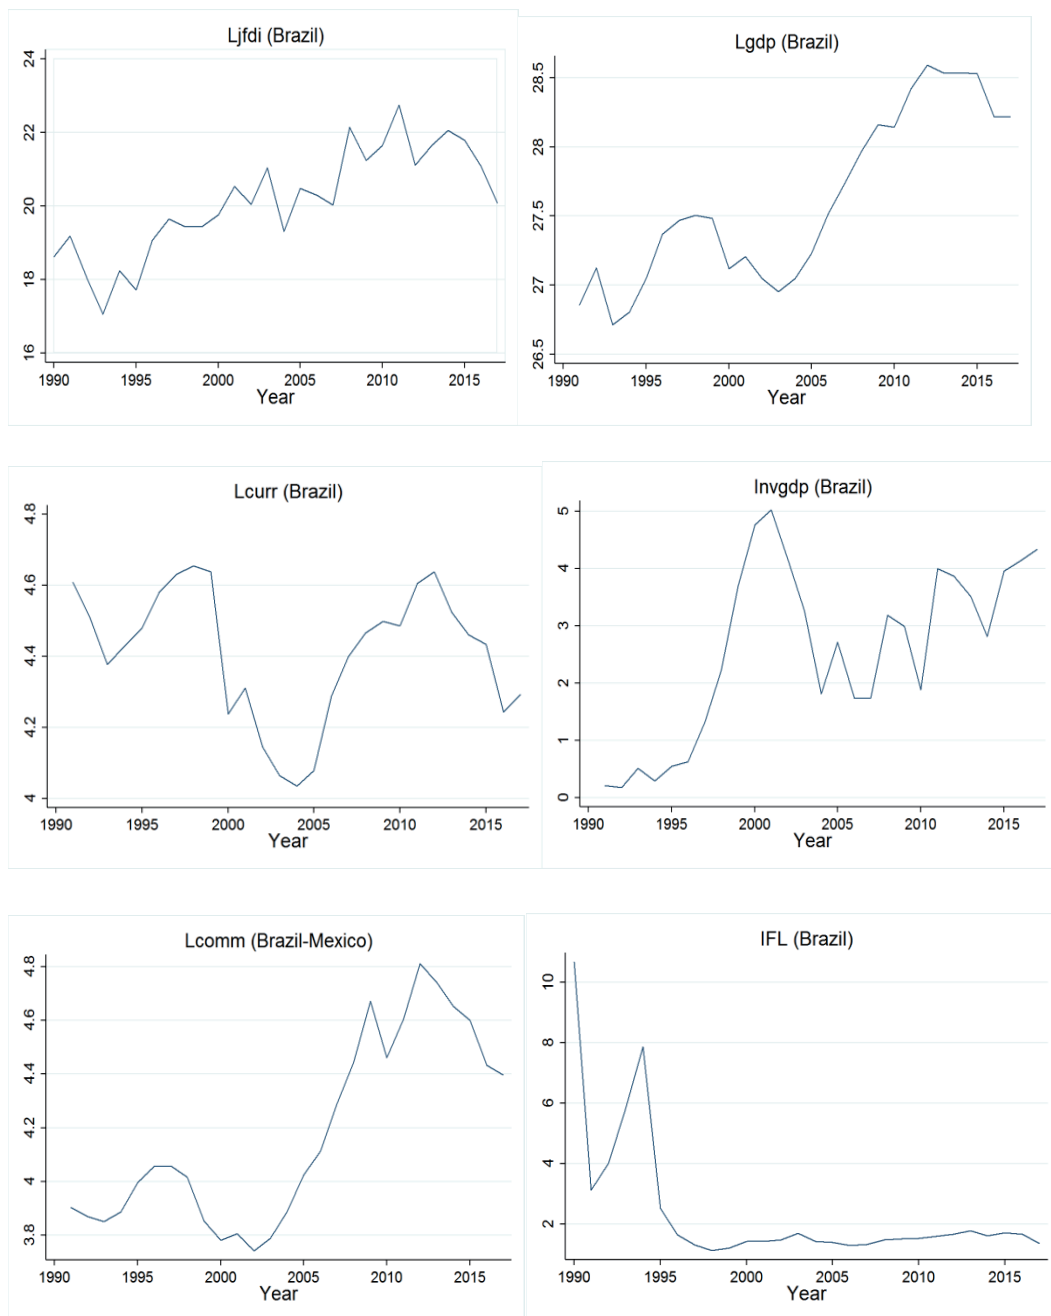 Ljfdi (Brazil)
24
22
20
18
16
1990 1995 2000 2005 2010 2015
Year
Lgdp (Brazil)
28.5
28
27.5
27
26.5
1990 1995 2000 2005 2010 2015
Year
Lcurr (Brazil)
4.8
4.6
4.4
4.2
4
1990 1995 2000 2005 2010 2015
Year
Invgdp (Brazil)
5
4
3
2
1
0
1990 1995 2000 2005 2010 2015
Year
Lcomm (Brazil-Mexico)
4.8
4.6
4.4
4.2
4
3.8
1990 1995 2000 2005 2010 2015
Year
IFL (Brazil)
10
8
6
4
2
1990 1995 2000 2005 2010 2015
Year